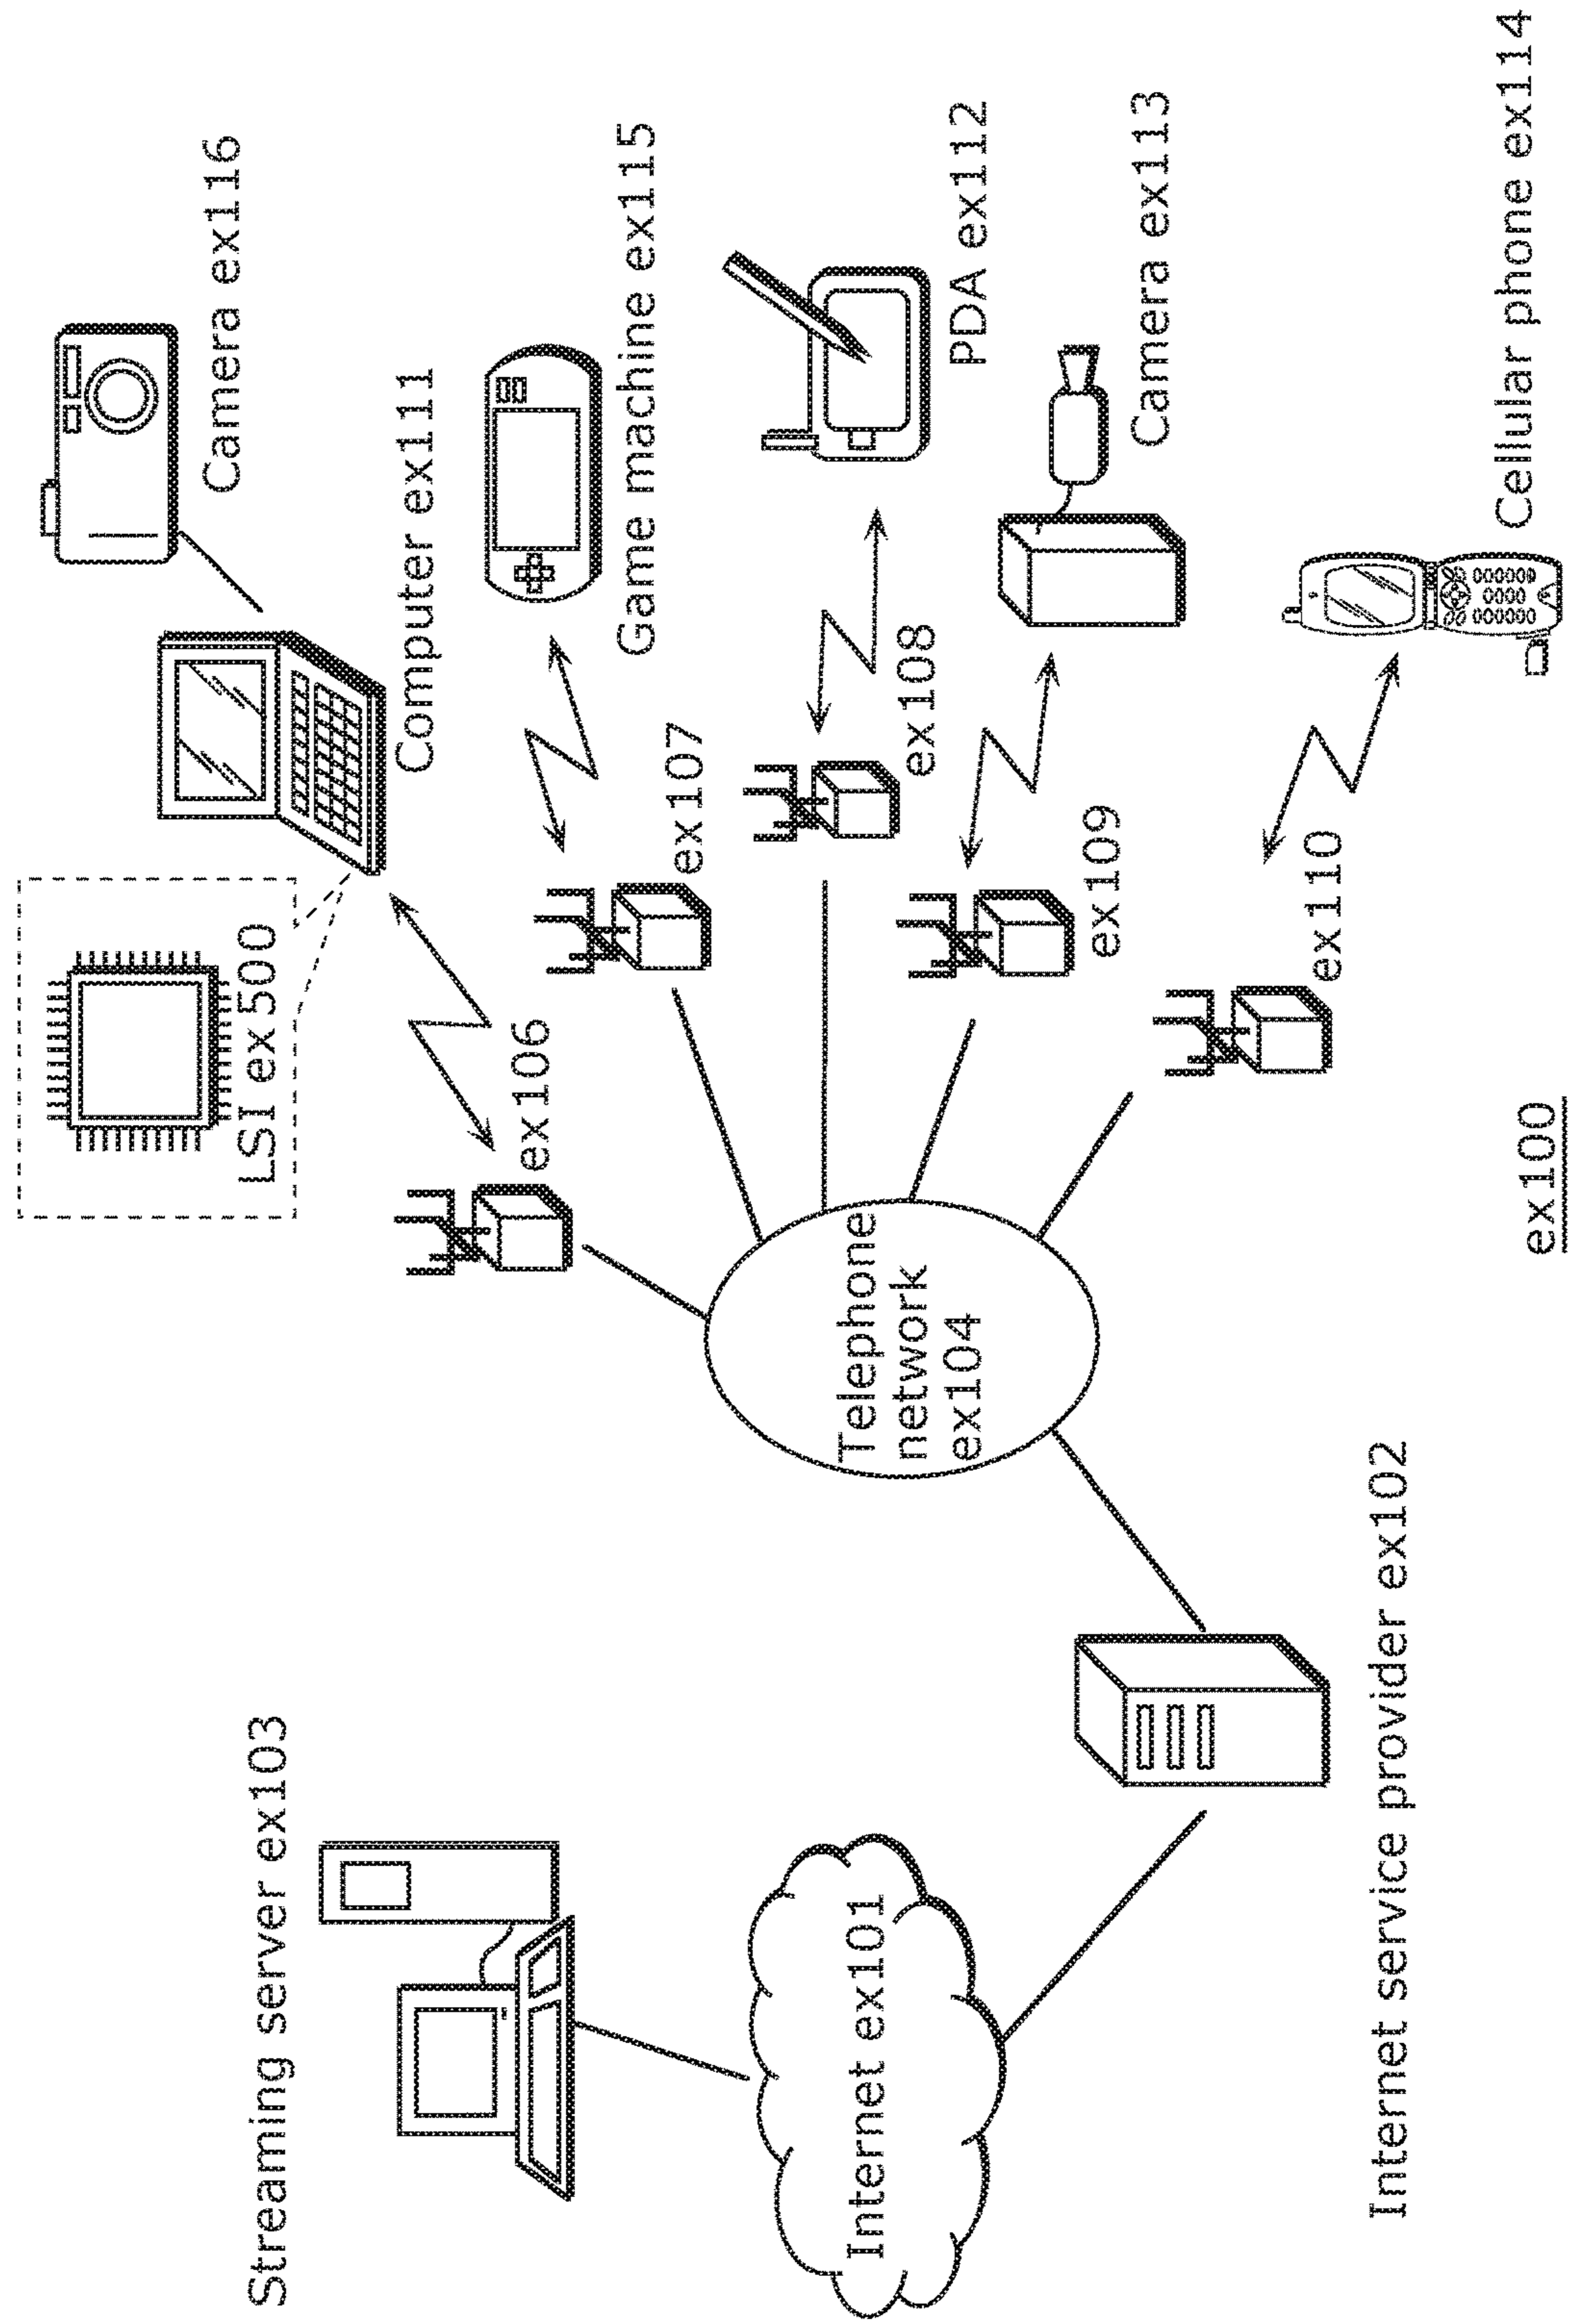 Streaming server ex103
Internet ex101
Internet service provider ex102
Telephone
network
ex104
LSI ex500
ex106
ex107
ex108
ex109
ex110
Camera ex116
Computer ex111
Game machine ex115
PDA ex112
Camera ex113
Cellular phone ex114
ex100